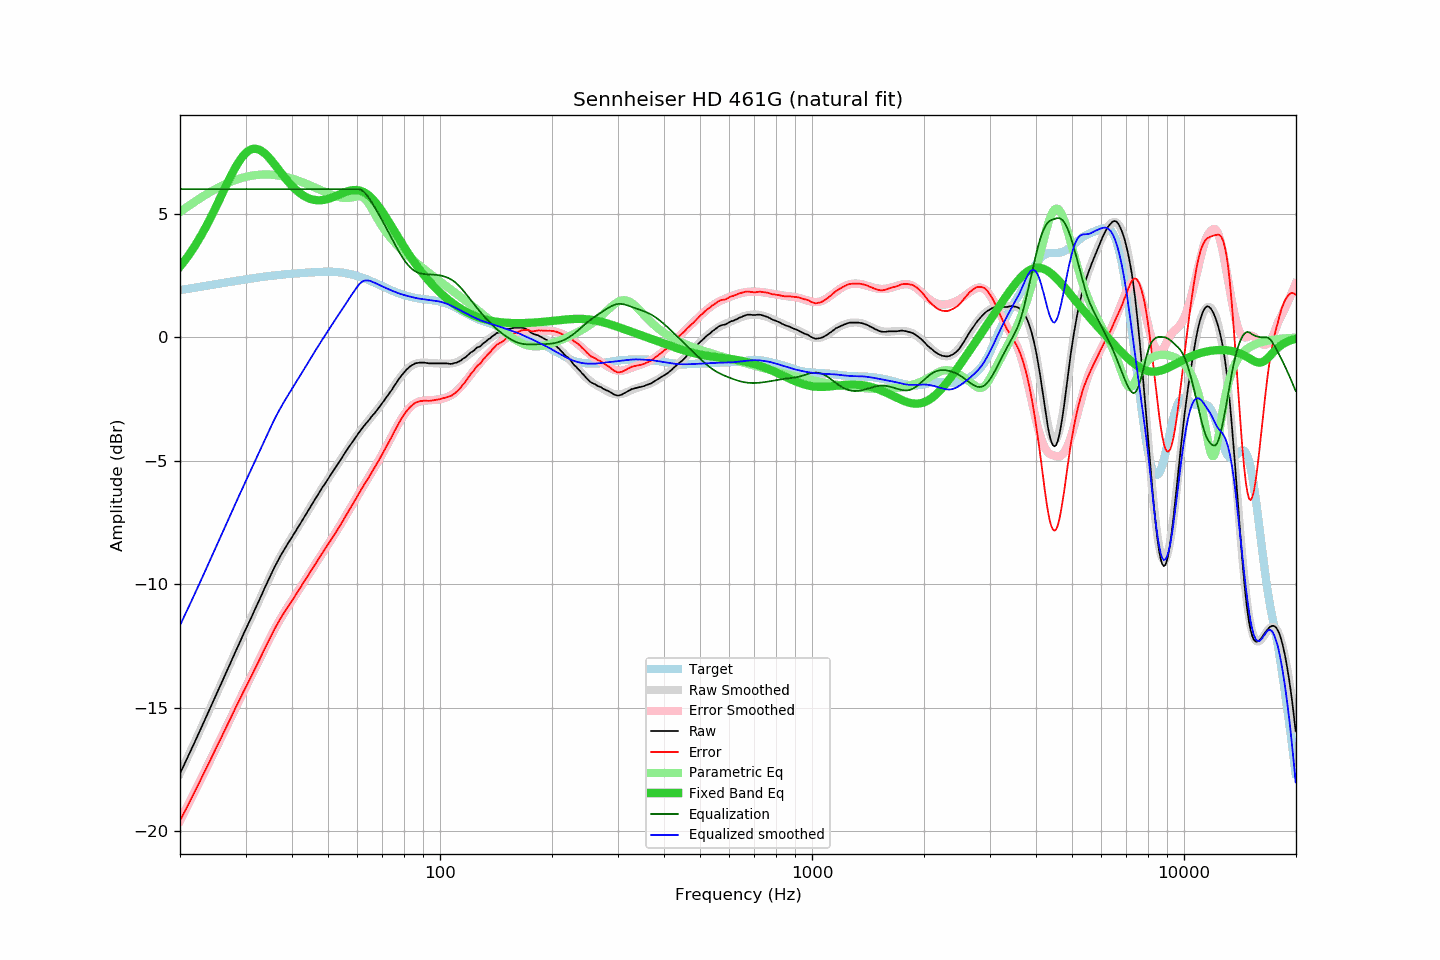 Sennheiser HD 461G (natural fit)
Amplitude (dBr)
5
0
−5
−10
−15
−20
Target
Raw Smoothed
Error Smoothed
Raw
Error
Parametric Eq
Fixed Band Eq
Equalization
Equalized smoothed
100
1000
10000
Frequency (Hz)